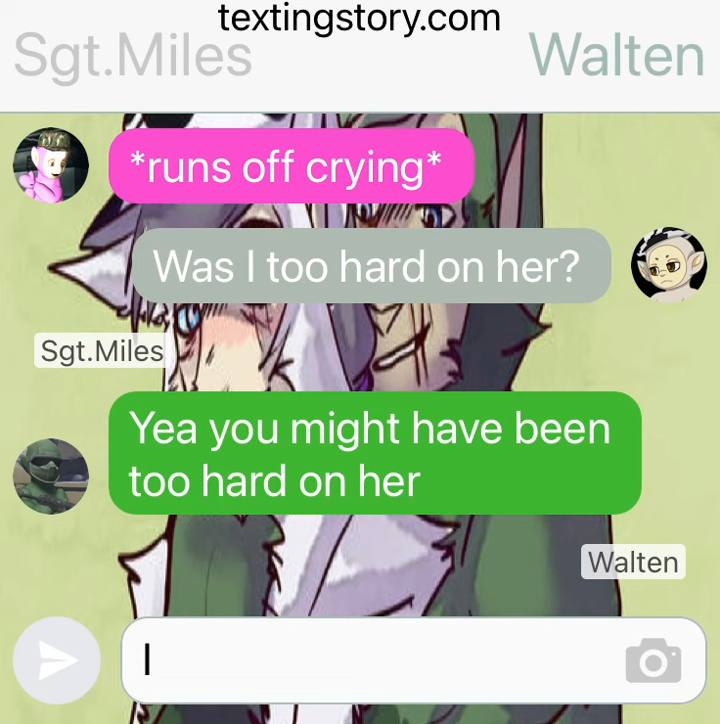 textingstory.com
Sgt.Miles
Walten
*runs off crying*
Was I too hard on her?
Sgt.Miles
Yea you might have been
too hard on her
Walten